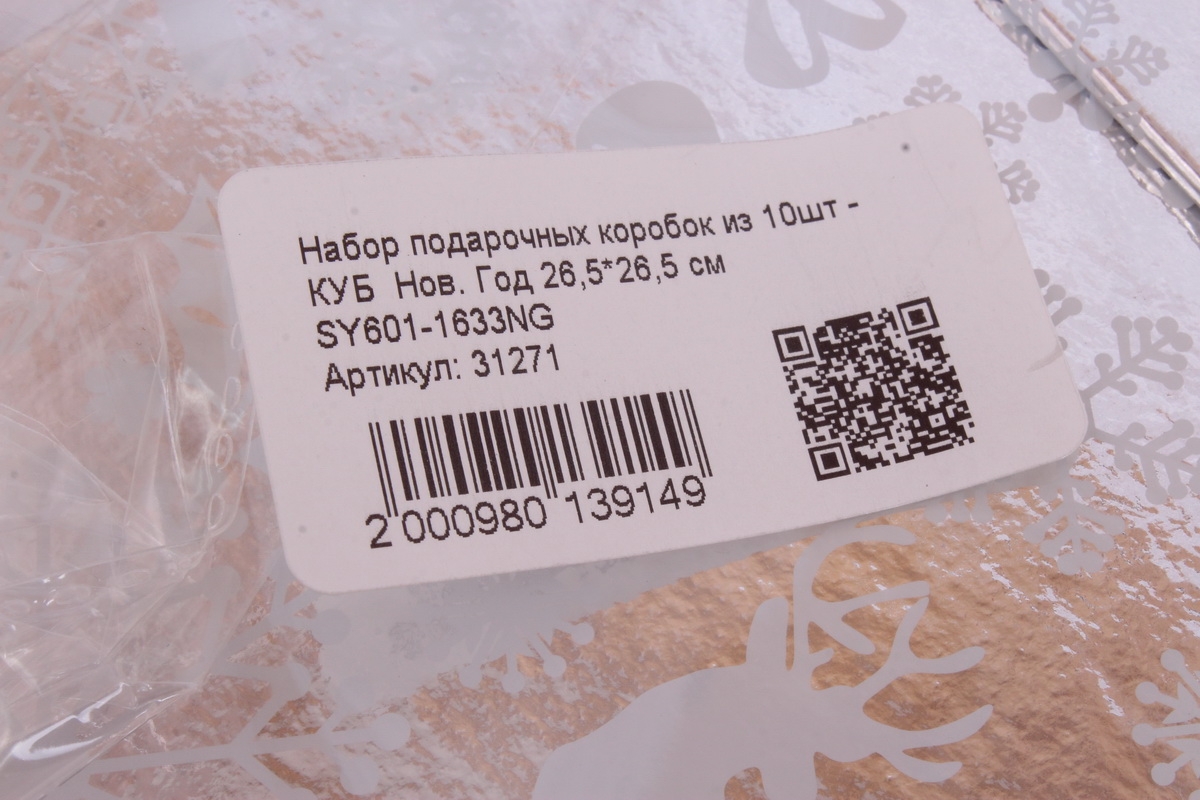 Набор подарочных коробок из 10шт -
КУБ Нов. Год 26,5*26,5 см
SY601-1633NG
Артикул: 31271
2 000980 139149